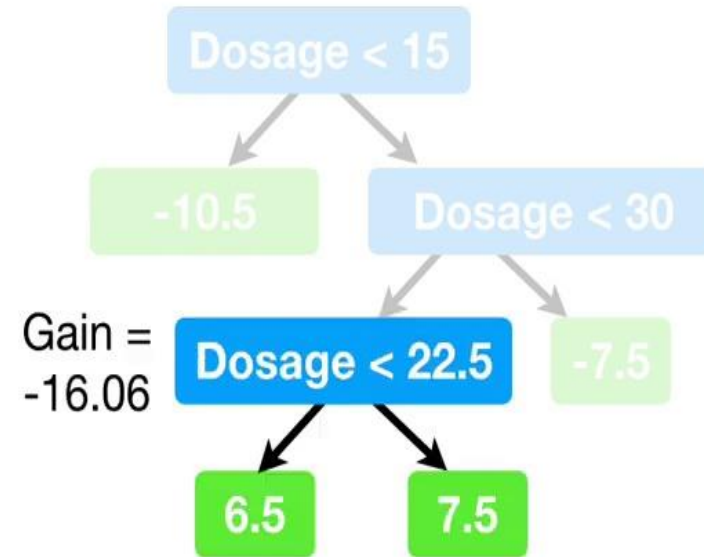 Dosage < 15
-10.5
Dosage < 30
Gain =
-16.06
Dosage < 22.5
-7.5
6.5
7.5